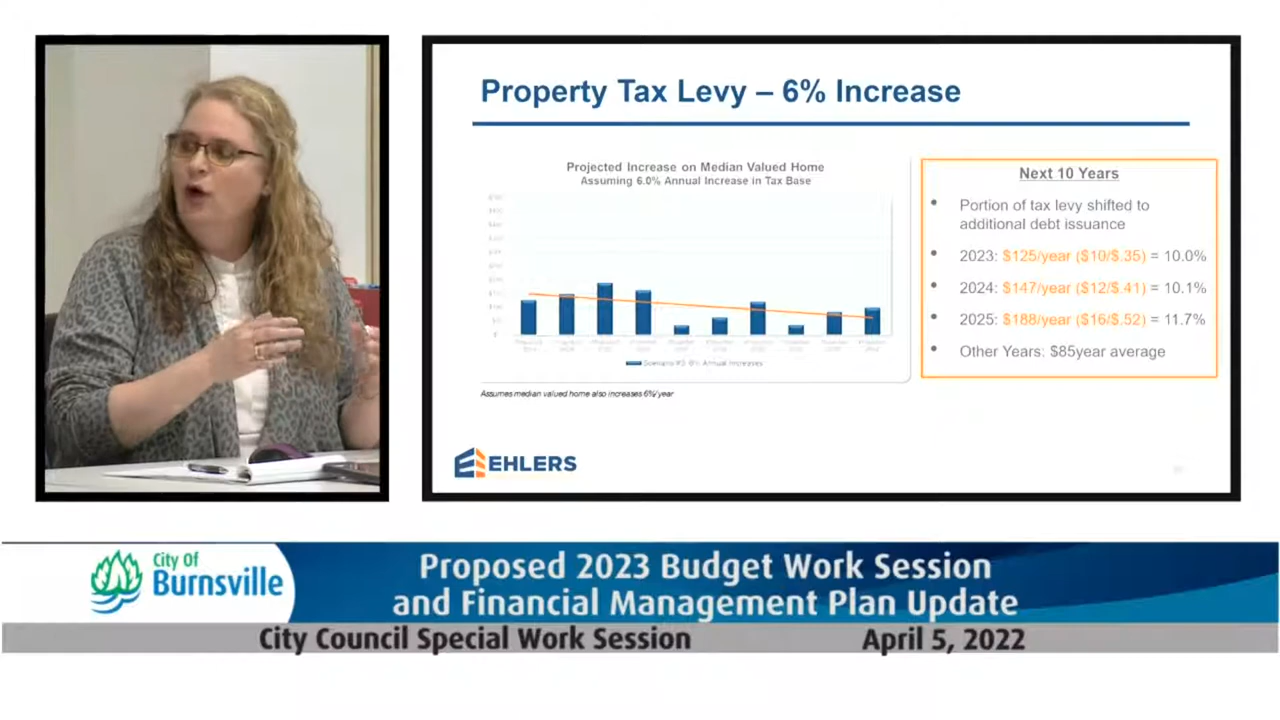 Property Tax Levy – 6% Increase
Projected Increase on Median Valued Home
Assuming 6.0% Annual Increase in Tax Base
Annual Increases
Assumes median valued home also increases 6%/year
Next 10 Years
• Portion of tax levy shifted to
additional debt issuance
• 2023: $125/year ($10/$.35) = 10.0%
• 2024: $147/year ($12/$.41) = 10.1%
• 2025: $188/year ($16/$.52) = 11.7%
• Other Years: $85year average
EHLERS
City Of
Burnsville
Proposed 2023 Budget Work Session
and Financial Management Plan Update
City Council Special Work Session April 5, 2022